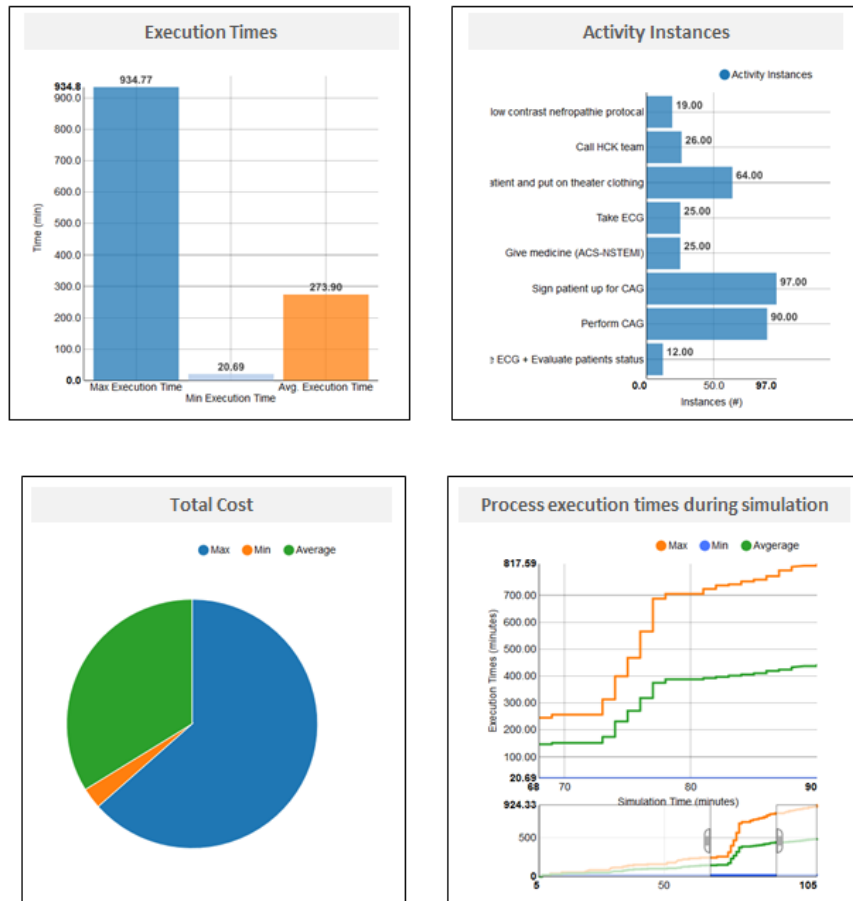 Execution Times
934.77
934.8
900.0
800.0
700.0
600.0
500.0
400.0
300.0
200.0
100.0
0.0
Time (min)
20.69
273.90
Max Execution Time
Min Execution Time
Avg. Execution Time
Activity Instances
Activity Instances
low contrast nefropathie protocal
19.00
Call HCK team
26.00
atient and put on theater clothing
64.00
Take ECG
25.00
Give medicine (ACS-NSTEMI)
25.00
Sign patient up for CAG
97.00
Perform CAG
90.00
e ECG + Evaluate patients status
12.00
0.0 50.0 97.0
Instances (#)
Total Cost
Max Min Average
Process execution times during simulation
Max Min Avgerage
817.59
700.00
600.00
500.00
400.00
300.00
200.00
100.00
20.69
Execution Times (minutes)
68 70 80 90
Simulation Time (minutes)
924.33
500
0
5 50 105